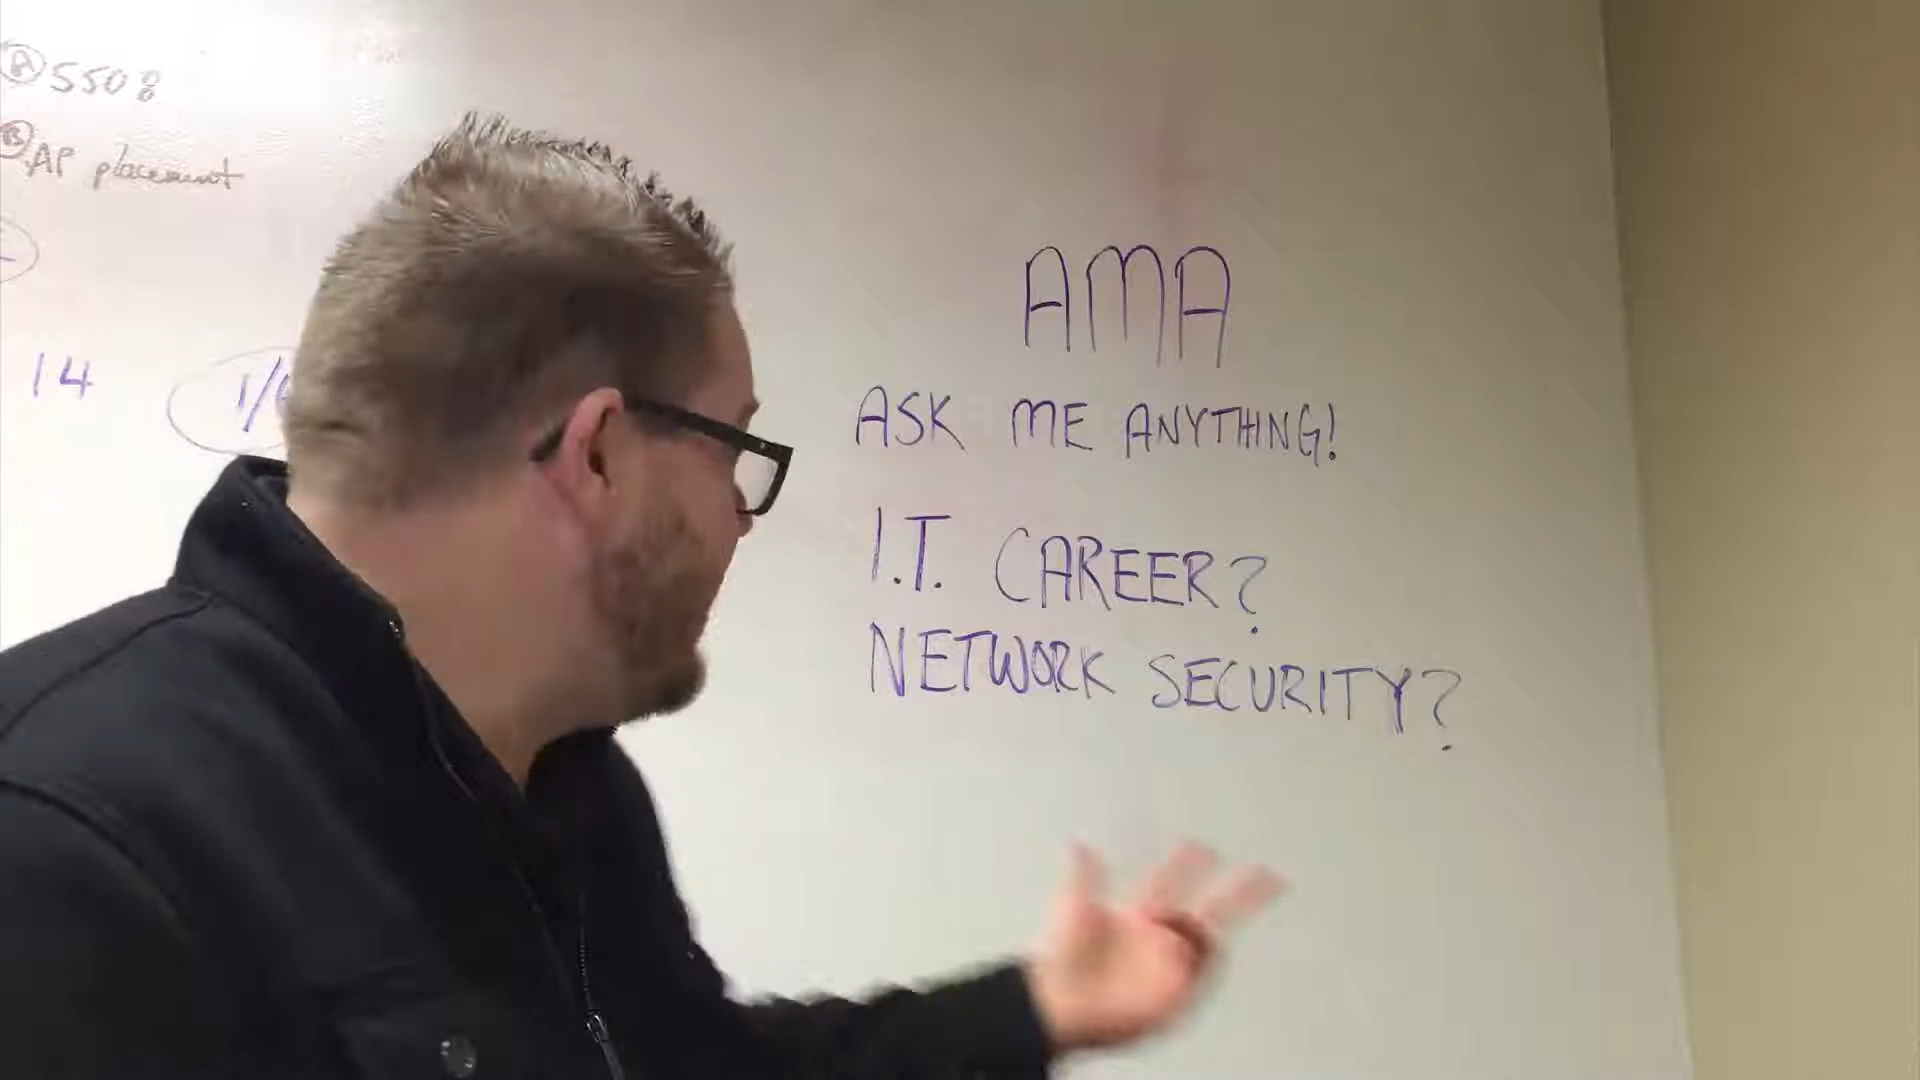 Ⓐ 5508
Ⓑ AP placement
14
AMA
ASK ME ANYTHING!
I.T. CAREER?
NETWORK SECURITY?